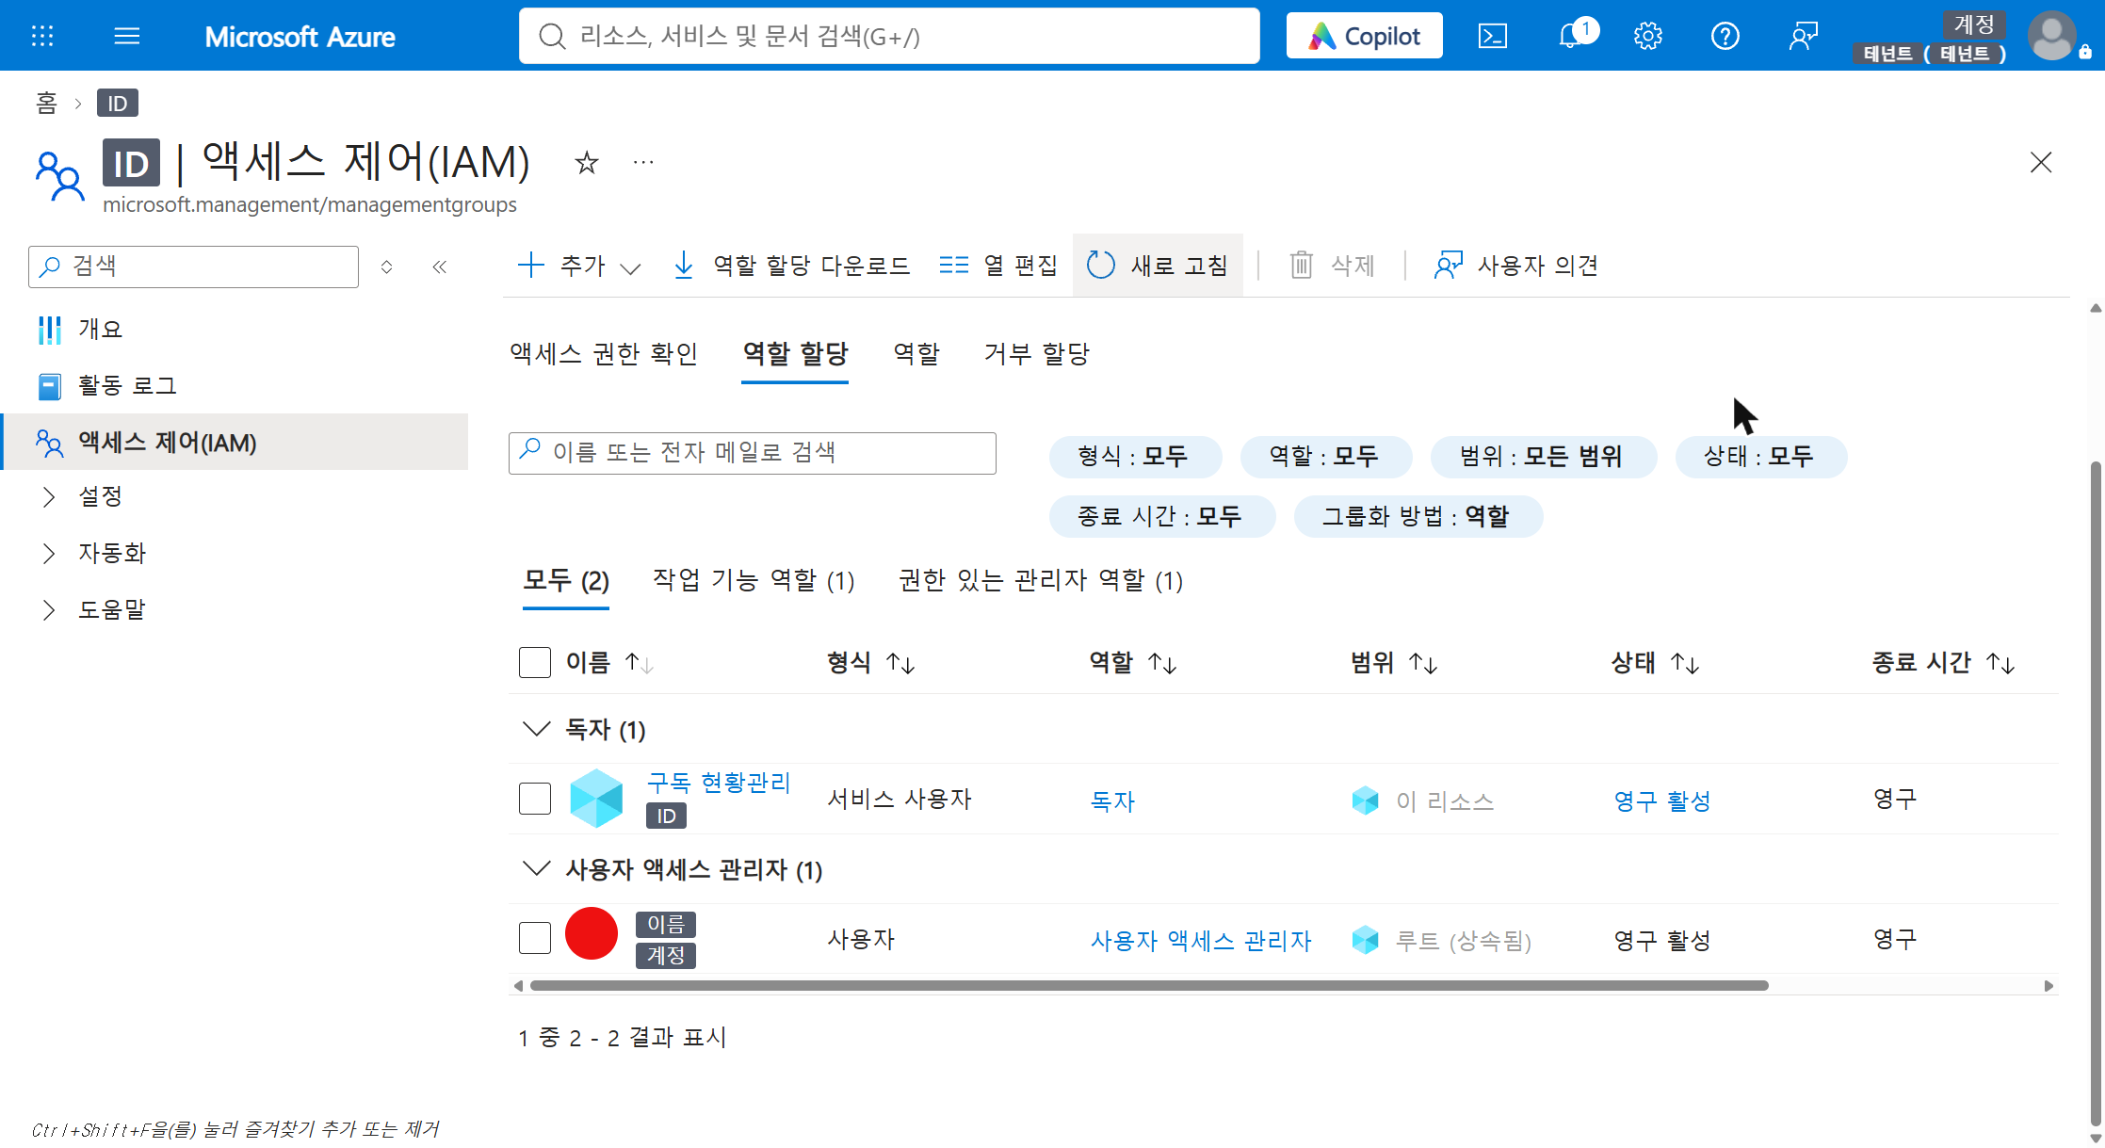 Microsoft Azure
리소스, 서비스 및 문서 검색(G+/)
Copilot
1
계정
테넌트 ( 테넌트 )
홈 > ID
ID | 액세스 제어(IAM)
microsoft.management/managementgroups
검색
개요
활동 로그
액세스 제어(IAM)
설정
자동화
도움말
추가
역할 할당 다운로드
열 편집
새로 고침
삭제
사용자 의견
액세스 권한 확인
역할 할당
역할
거부 할당
이름 또는 전자 메일로 검색
형식 : 모두
역할 : 모두
범위 : 모든 범위
상태 : 모두
종료 시간 : 모두
그룹화 방법 : 역할
모두 (2)
작업 기능 역할 (1)
권한 있는 관리자 역할 (1)
이름 형식 역할 범위 상태 종료 시간
독자 (1)
구독 현황관리
ID
서비스 사용자 독자 이 리소스 영구 활성 영구
사용자 액세스 관리자 (1)
이름
계정
사용자 사용자 액세스 관리자 루트 (상속됨) 영구 활성 영구
1 중 2 - 2 결과 표시
Ctrl+Shift+F을(를) 눌러 즐겨찾기 추가 또는 제거